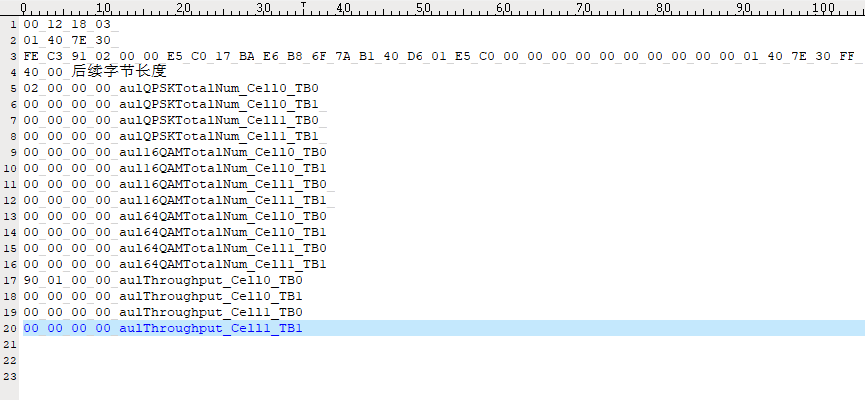 0 10 20 30 40 50 60 70 80 90 100
1 00 12 18 03
2 01 40 7E 30
3 FE C3 91 02 00 00 E5 C0 17 BA E6 B8 6F 7A B1 40 D6 01 E5 C0 00 00 00 00 00 00 00 00 00 00 01 40 7E 30 FF
4 40 00 后续字节长度
5 02 00 00 00 aulQPSKTotalNum_Cell0_TB0
6 00 00 00 00 aulQPSKTotalNum_Cell0_TB1
7 00 00 00 00 aulQPSKTotalNum_Cell1_TB0
8 00 00 00 00 aulQPSKTotalNum_Cell1_TB1
9 00 00 00 00 aul16QAMTotalNum_Cell0_TB0
10 00 00 00 00 aul16QAMTotalNum_Cell0_TB1
11 00 00 00 00 aul16QAMTotalNum_Cell1_TB0
12 00 00 00 00 aul16QAMTotalNum_Cell1_TB1
13 00 00 00 00 aul64QAMTotalNum_Cell0_TB0
14 00 00 00 00 aul64QAMTotalNum_Cell0_TB1
15 00 00 00 00 aul64QAMTotalNum_Cell1_TB0
16 00 00 00 00 aul64QAMTotalNum_Cell1_TB1
17 90 01 00 00 aulThroughput_Cell0_TB0
18 00 00 00 00 aulThroughput_Cell0_TB1
19 00 00 00 00 aulThroughput_Cell1_TB0
20 00 00 00 00 aulThroughput_Cell1_TB1
21
22
23